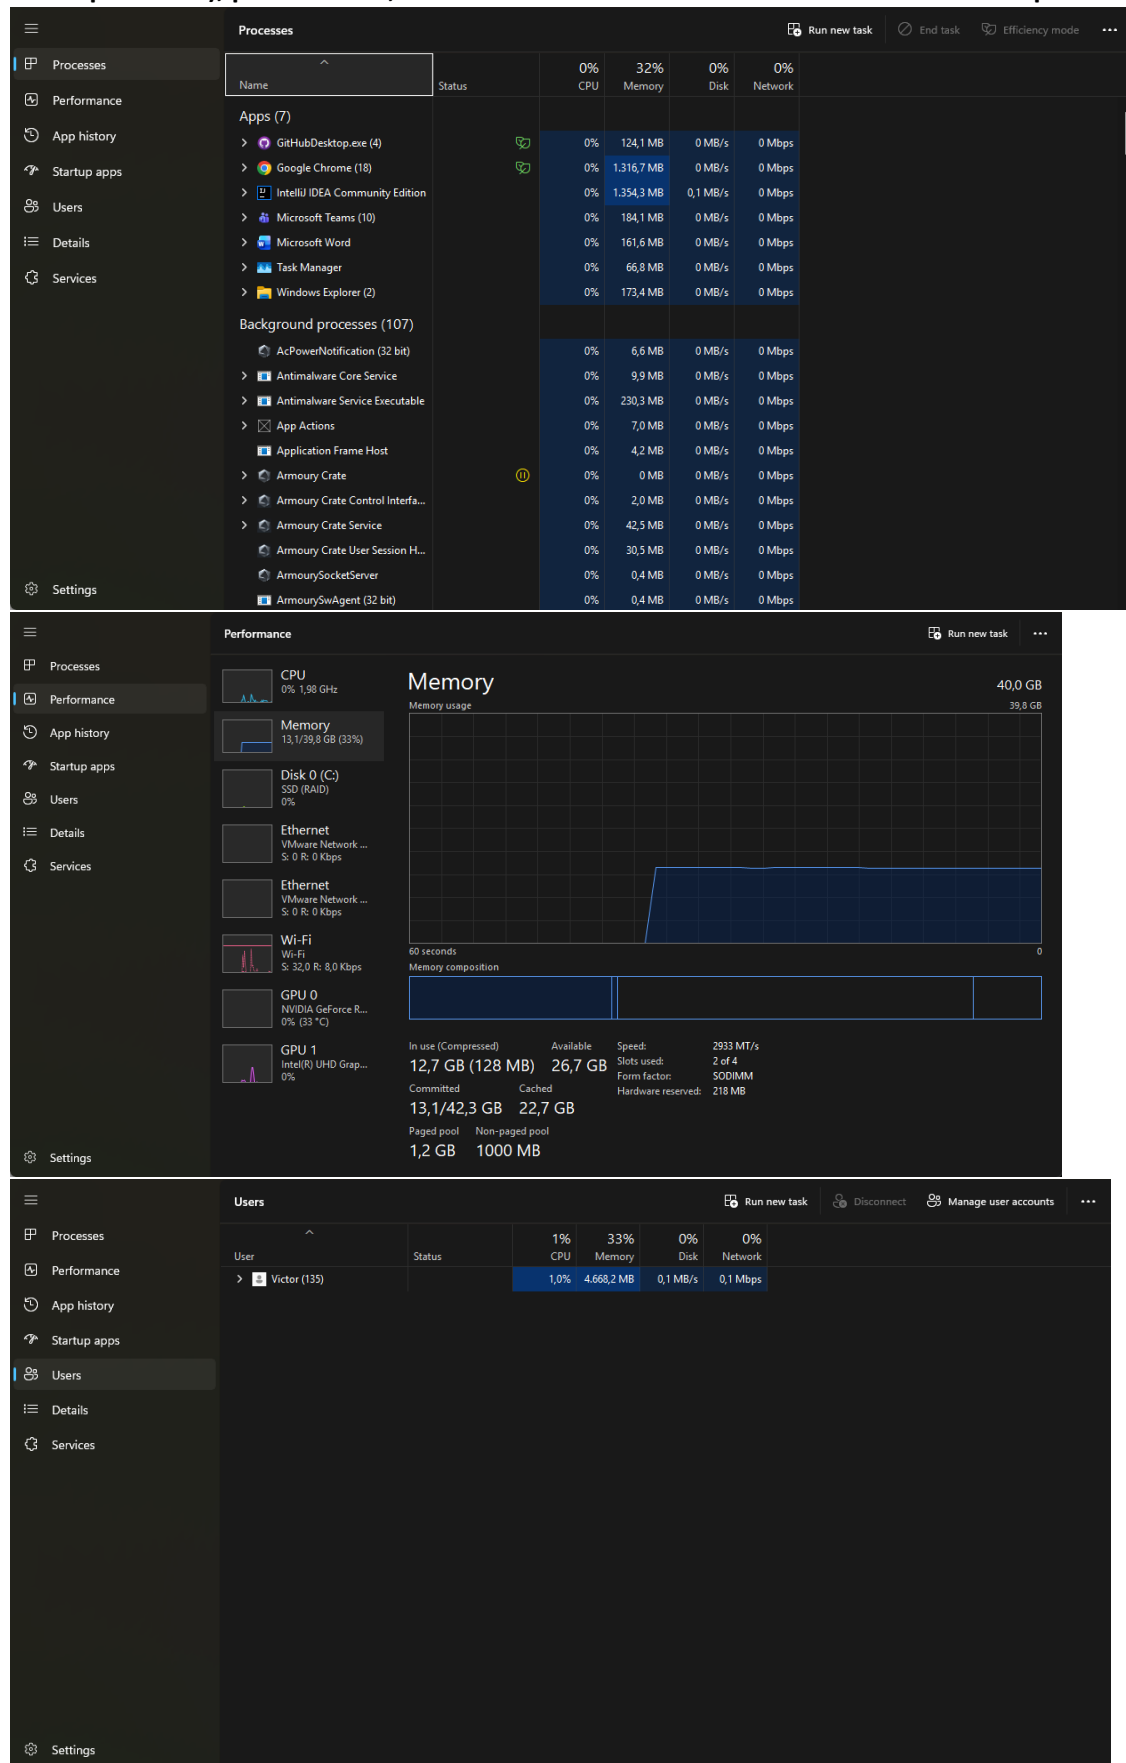 Processes
Run new task
End task
Efficiency mode
Processes
Performance
App history
Startup apps
Users
Details
Services
Settings
0% 32% 0% 0%
Name Status CPU Memory Disk Network
Apps (7)
GitHubDesktop.exe (4) 0% 124,1 MB 0 MB/s 0 Mbps
Google Chrome (18) 0% 1.316,7 MB 0 MB/s 0 Mbps
IntelliJ IDEA Community Edition 0% 1.354,3 MB 0,1 MB/s 0 Mbps
Microsoft Teams (10) 0% 184,1 MB 0 MB/s 0 Mbps
Microsoft Word 0% 161,6 MB 0 MB/s 0 Mbps
Task Manager 0% 66,8 MB 0 MB/s 0 Mbps
Windows Explorer (2) 0% 173,4 MB 0 MB/s 0 Mbps
Background processes (107)
AcPowerNotification (32 bit) 0% 6,6 MB 0 MB/s 0 Mbps
Antimalware Core Service 0% 9,9 MB 0 MB/s 0 Mbps
Antimalware Service Executable 0% 230,3 MB 0 MB/s 0 Mbps
App Actions 0% 7,0 MB 0 MB/s 0 Mbps
Application Frame Host 0% 4,2 MB 0 MB/s 0 Mbps
Armoury Crate 0% 0 MB 0 MB/s 0 Mbps
Armoury Crate Control Interfa... 0% 2,0 MB 0 MB/s 0 Mbps
Armoury Crate Service 0% 42,5 MB 0 MB/s 0 Mbps
Armoury Crate User Session H... 0% 30,5 MB 0 MB/s 0 Mbps
ArmourySocketServer 0% 0,4 MB 0 MB/s 0 Mbps
ArmourySwAgent (32 bit) 0% 0,4 MB 0 MB/s 0 Mbps
Performance
Run new task
Processes
Performance
App history
Startup apps
Users
Details
Services
Settings
CPU
0% 1,98 GHz
Memory
13,1/39,8 GB (33%)
Disk 0 (C:)
SSD (RAID)
0%
Ethernet
VMware Network ...
S: 0 R: 0 Kbps
Ethernet
VMware Network ...
S: 0 R: 0 Kbps
Wi-Fi
Wi-Fi
S: 32,0 R: 8,0 Kbps
GPU 0
NVIDIA GeForce R...
0% (33 °C)
GPU 1
Intel(R) UHD Grap...
0%
Memory 40,0 GB
Memory usage 39,8 GB
60 seconds 0
Memory composition
In use (Compressed) Available
12,7 GB (128 MB) 26,7 GB
Committed Cached
13,1/42,3 GB 22,7 GB
Paged pool Non-paged pool
1,2 GB 1000 MB
Speed: 2933 MT/s
Slots used: 2 of 4
Form factor: SODIMM
Hardware reserved: 218 MB
Users
Run new task
Disconnect
Manage user accounts
Processes
Performance
App history
Startup apps
Users
Details
Services
Settings
1% 33% 0% 0%
User Status CPU Memory Disk Network
Victor (135) 1,0% 4.668,2 MB 0,1 MB/s 0,1 Mbps